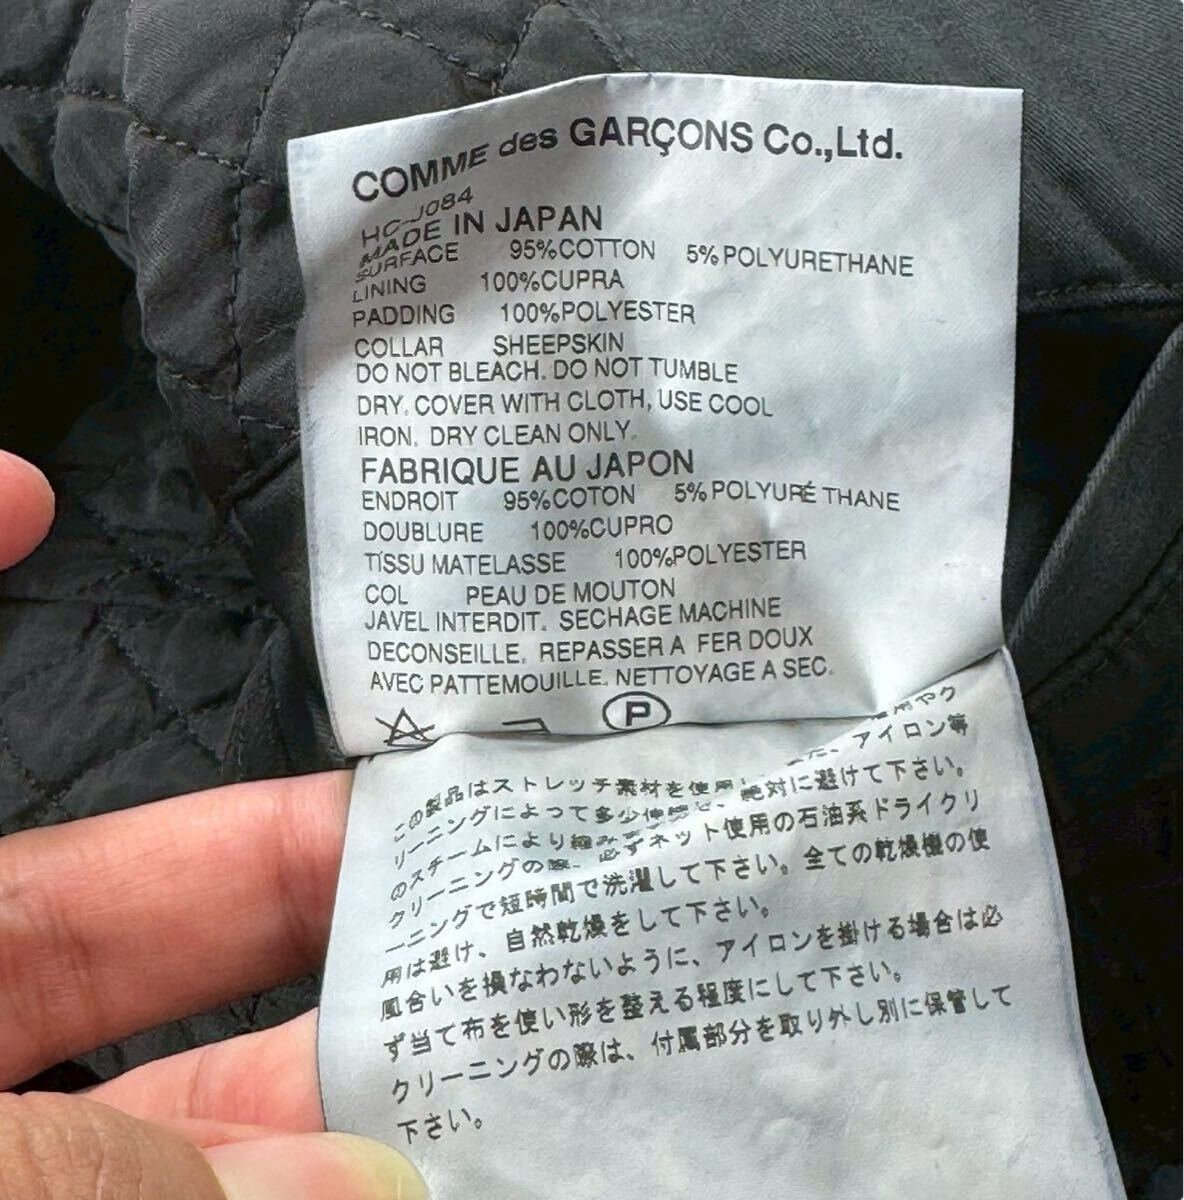 COMME des GARÇONS Co.,Ltd.
HC-J084
MADE IN JAPAN
SURFACE 95%COTTON 5%POLYURETHANE
LINING 100%CUPRA
PADDING 100%POLYESTER
COLLAR SHEEPSKIN
DO NOT BLEACH. DO NOT TUMBLE
DRY. COVER WITH CLOTH, USE COOL
IRON. DRY CLEAN ONLY.
FABRIQUE AU JAPON
ENDROIT 95%COTON 5%POLYURÉTHANE
DOUBLURE 100%CUPRO
TISSU MATELASSE 100%POLYESTER
COL PEAU DE MOUTON
JAVEL INTERDIT. SECHAGE MACHINE
DECONSEILLE. REPASSER A FER DOUX
AVEC PATTEMOUILLE. NETTOYAGE A SEC.
P
この製品はストレッチ素材を使用 用やク
リーニングによって多少伸 、アイロン等
のスチームにより縮み 絶対に避けて下さい。
クリーニングの際、必ずネット使用の石油系ドライクリ
ーニングで短時間で洗濯して下さい。全ての乾燥機の使
用は避け、自然乾燥をして下さい。
風合いを損なわないように、アイロンを掛ける場合は必
ず当て布を使い形を整える程度にして下さい。
クリーニングの際は、付属部分を取り外し別に保管して
下さい。